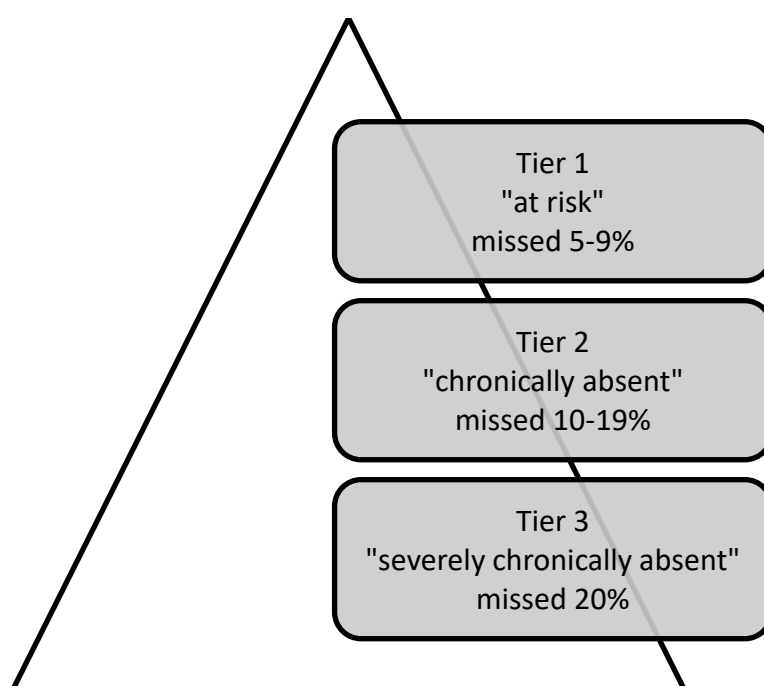 Tier 1
"at risk"
missed 5-9%
Tier 2
"chronically absent"
missed 10-19%
Tier 3
"severely chronically absent"
missed 20%